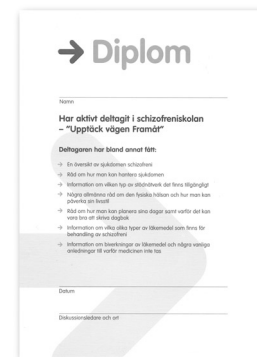 → Diplom
Namn
Har aktivt deltagit i schizofreniskolan
– "Upptäck vägen Framåt"
Deltagaren har bland annat fått:
→ En översikt av sjukdomen schizofreni
→ Råd om hur man kan hantera sjukdomen
→ Information om vilken typ av stödnätverk det finns tillgängligt
→ Några allmänna råd om den fysiska hälsan och hur man kan
påverka sin livsstil
→ Råd om hur man kan planera sina dagar samt varför det kan
vara bra att skriva dagbok
→ Information om vilka olika typer av läkemedel som finns för
behandling av schizofreni
→ Information om biverkningar av läkemedel och några vanliga
anledningar till varför medicinen inte tas
Datum
Diskussionsledare och ort